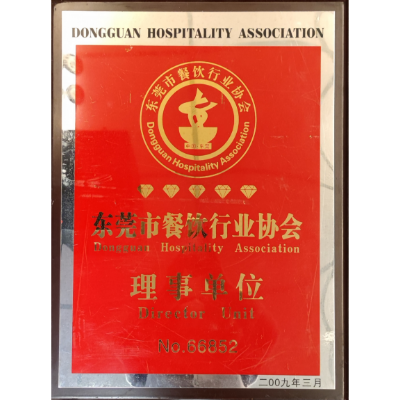 DONGGUAN HOSPITALITY ASSOCIATION
东莞市餐饮行业协会
Dongguan Hospitality Association
东莞市餐饮行业协会
Dongguan Hospitality Association
理事单位
Director Unit
No.66852
二00九年三月